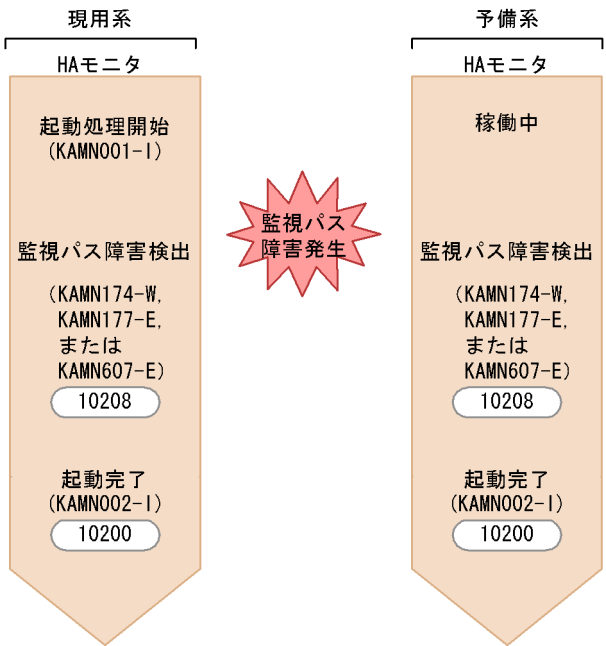 現用系
HAモニタ
起動処理開始
(KAMN001-I)
監視パス障害検出
(KAMN174-W,
KAMN177-E,
または
KAMN607-E)
10208
起動完了
(KAMN002-I)
10200
監視パス
障害発生
予備系
HAモニタ
稼働中
監視パス障害検出
(KAMN174-W,
KAMN177-E,
または
KAMN607-E)
10208
起動完了
(KAMN002-I)
10200